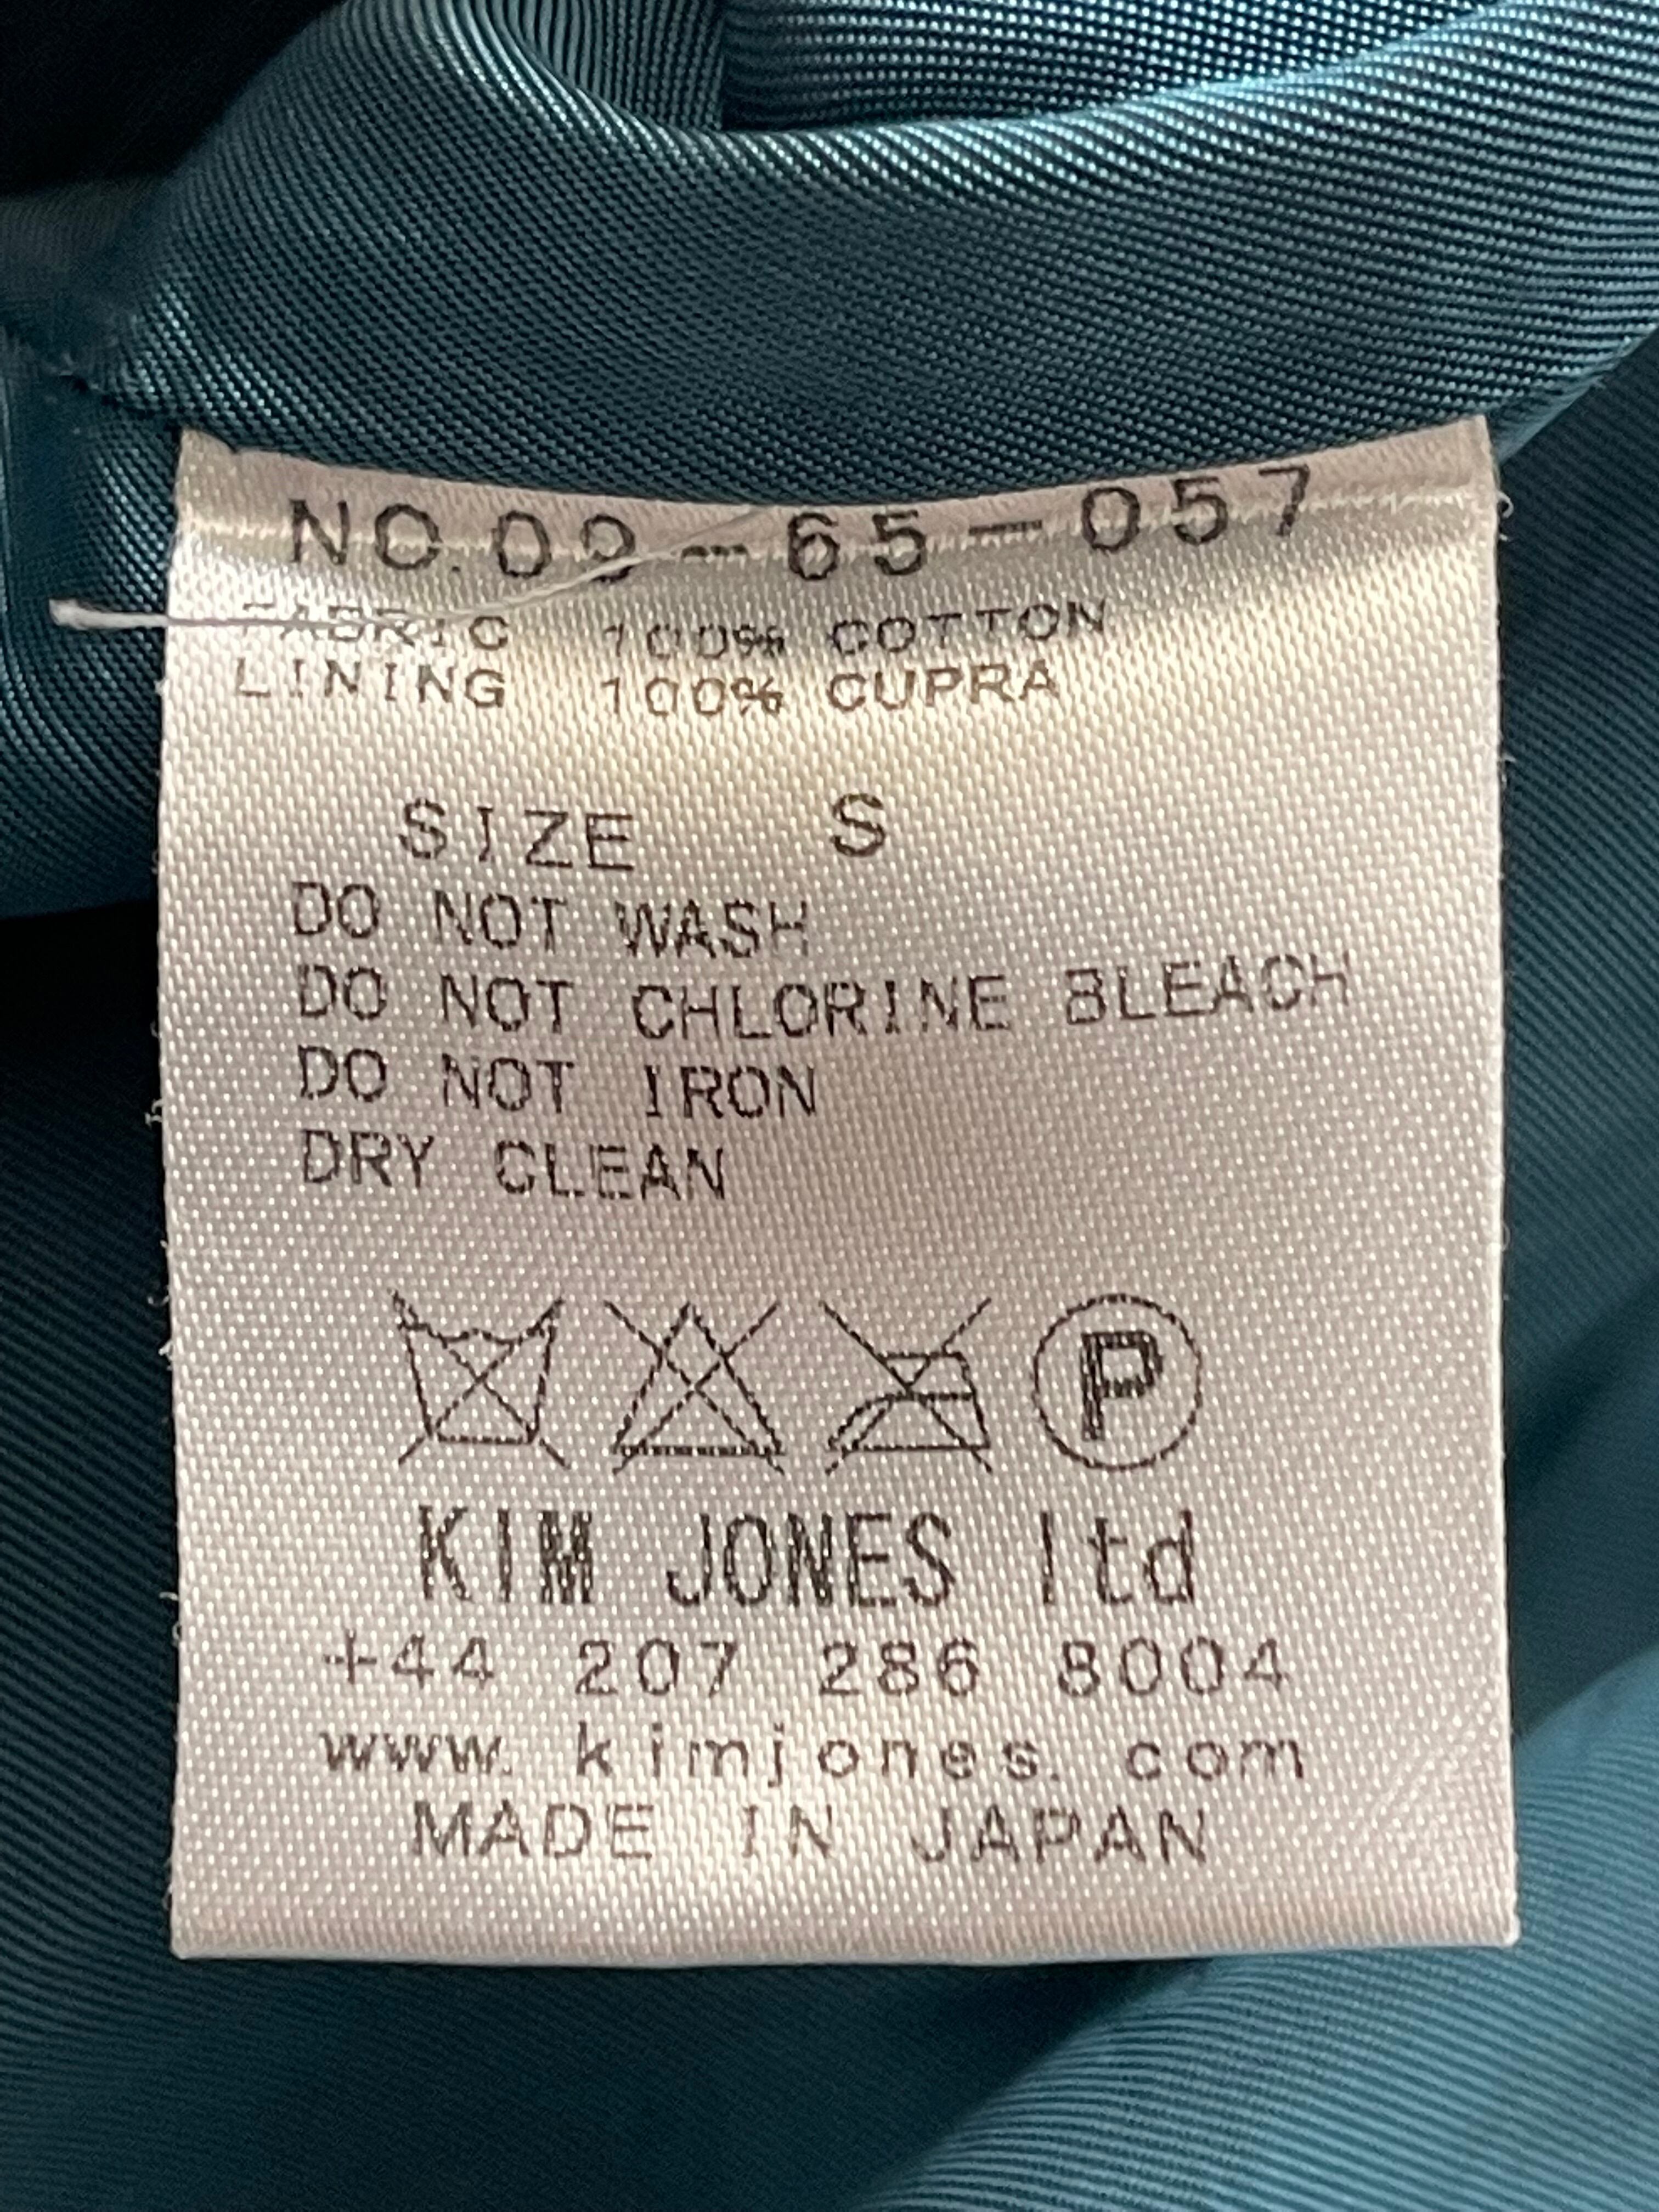 NO.09-65-057
FABRIC 100% COTTON
LINING 100% CUPRA
SIZE S
DO NOT WASH
DO NOT CHLORINE BLEACH
DO NOT IRON
DRY CLEAN
P
KIM JONES ltd
+44 207 286 8004
www.kimjones.com
MADE IN JAPAN